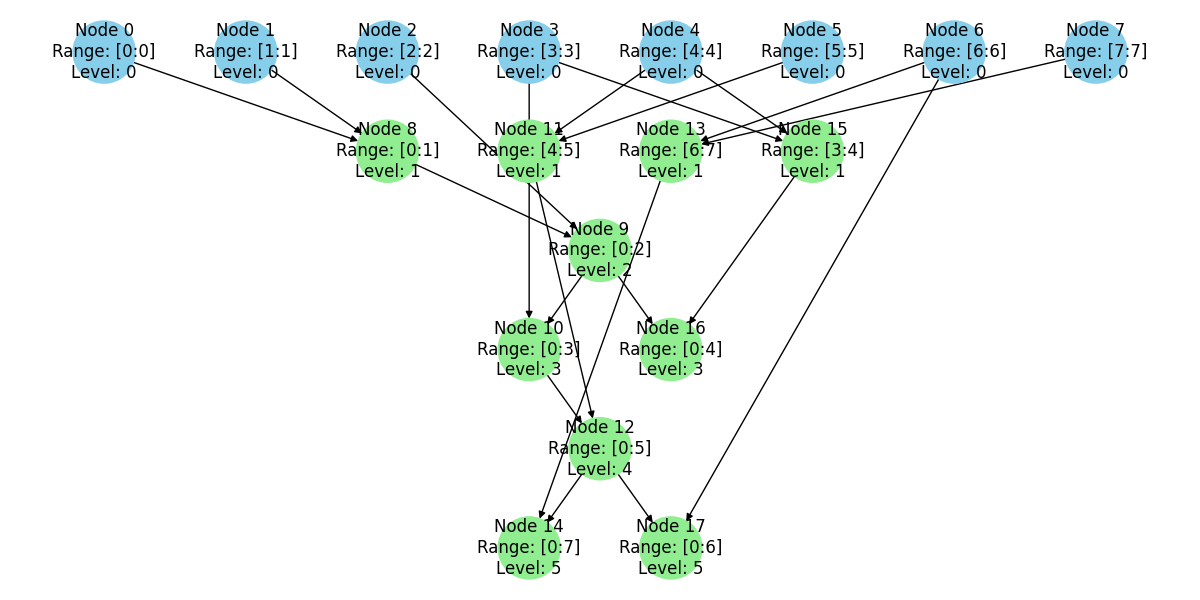 Node 0
Range: [0:0]
Level: 0
Node 1
Range: [1:1]
Level: 0
Node 2
Range: [2:2]
Level: 0
Node 3
Range: [3:3]
Level: 0
Node 4
Range: [4:4]
Level: 0
Node 5
Range: [5:5]
Level: 0
Node 6
Range: [6:6]
Level: 0
Node 7
Range: [7:7]
Level: 0
Node 8
Range: [0:1]
Level: 1
Node 11
Range: [4:5]
Level: 1
Node 13
Range: [6:7]
Level: 1
Node 15
Range: [3:4]
Level: 1
Node 9
Range: [0:2]
Level: 2
Node 10
Range: [0:3]
Level: 3
Node 16
Range: [0:4]
Level: 3
Node 12
Range: [0:5]
Level: 4
Node 14
Range: [0:7]
Level: 5
Node 17
Range: [0:6]
Level: 5